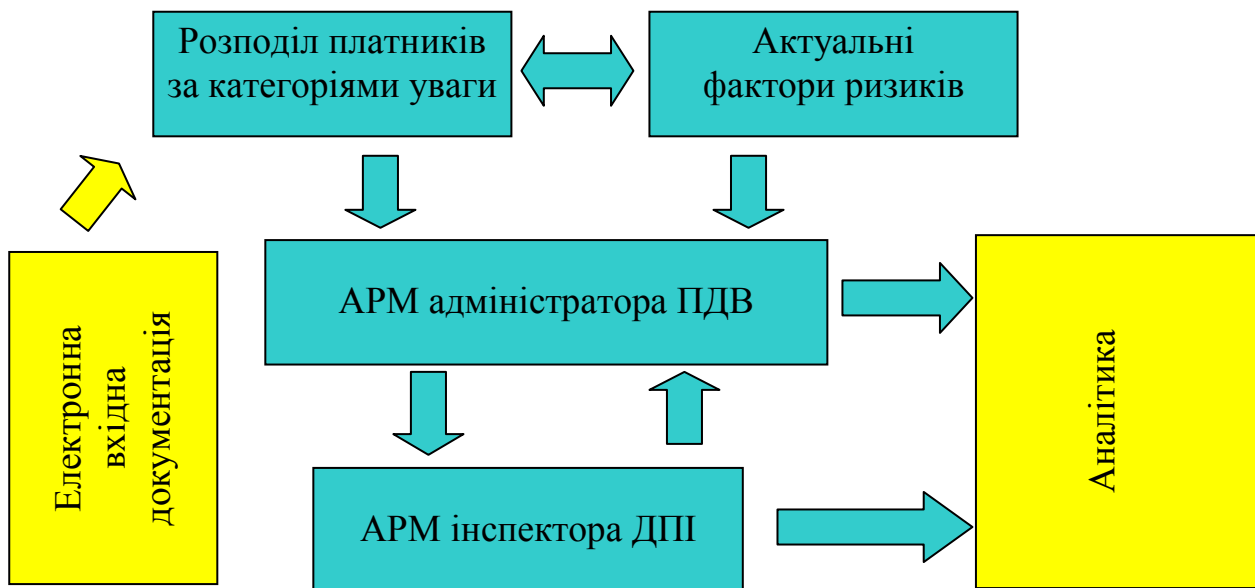 Розподіл платників
за категоріями уваги
Актуальні
фактори ризиків
АРМ адміністратора ПДВ
Електронна
вхідна
документація
Аналітика
АРМ інспектора ДПІ